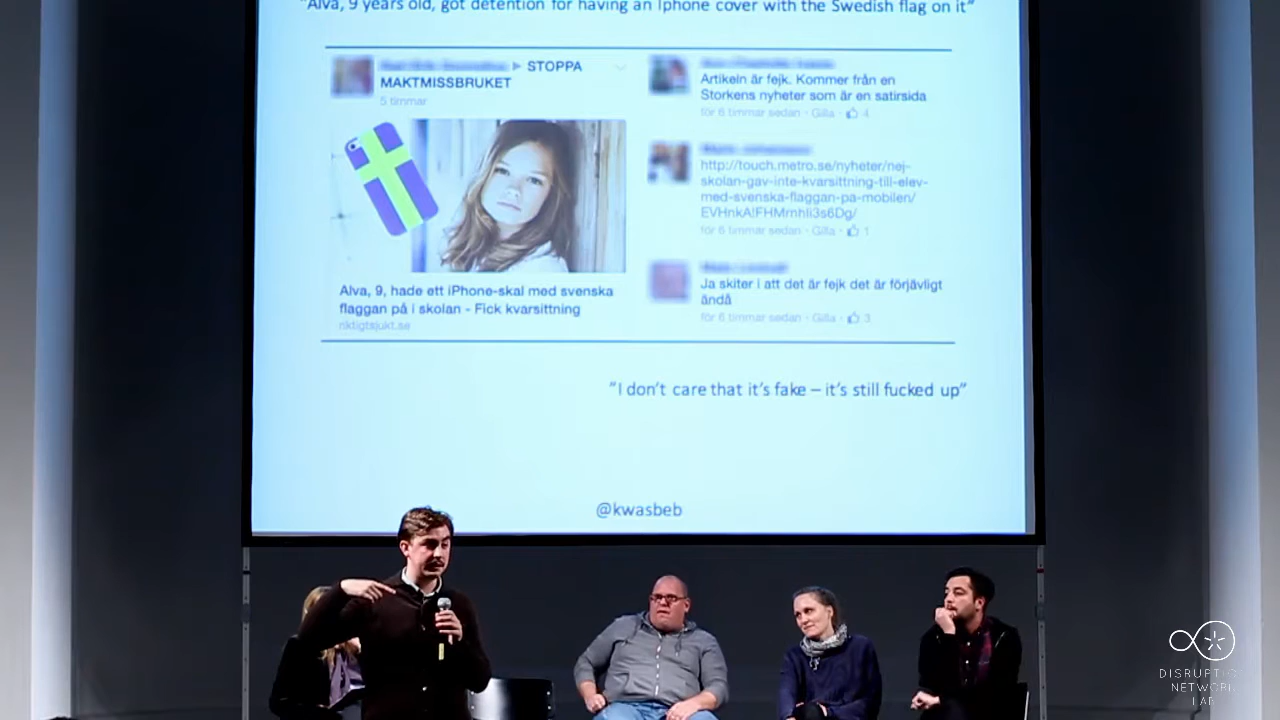 "Alva, 9 years old, got detention for having an Iphone cover with the Swedish flag on it"
STOPPA
MAKTMISSBRUKET
5 timmar
Alva, 9, hade ett iPhone-skal med svenska
flaggan på i skolan - Fick kvarsittning
riktigtsjukt.se
Artikeln är fejk. Kommer från en
Storkens nyheter som är en satirsida
för 6 timmar sedan · Gilla · 4
http://touch.metro.se/nyheter/nej-
skolan-gav-inte-kvarsittning-till-elev-
med-svenska-flaggan-pa-mobilen/
för 6 timmar sedan · Gilla · 1
Ja skiter i att det är fejk det är förjävligt
ändå
för 6 timmar sedan · Gilla · 3
"I don't care that it's fake – it's still fucked up"
@kwasbeb
DISRUPTIO
NETWORK
LAB